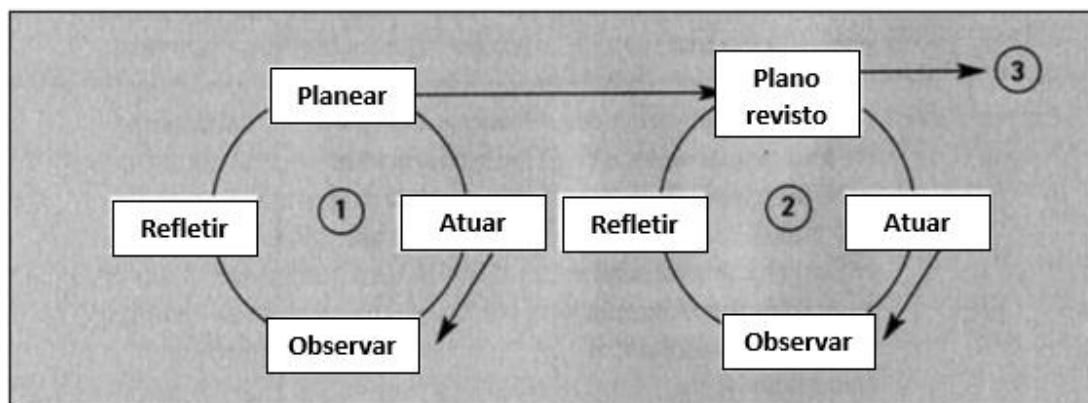 Planear
Plano
revisto
3
Refletir
1
Atuar
Refletir
2
Atuar
Observar
Observar